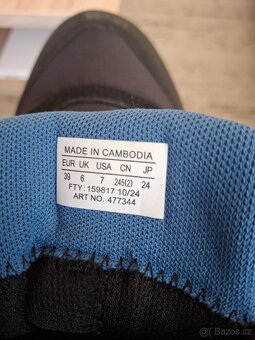 MADE IN CAMBODIA
EUR UK USA CN JP
39 6 7 245(2) 24
FTY: 159817 10/24
ART NO. 477344
© Bazos.cz